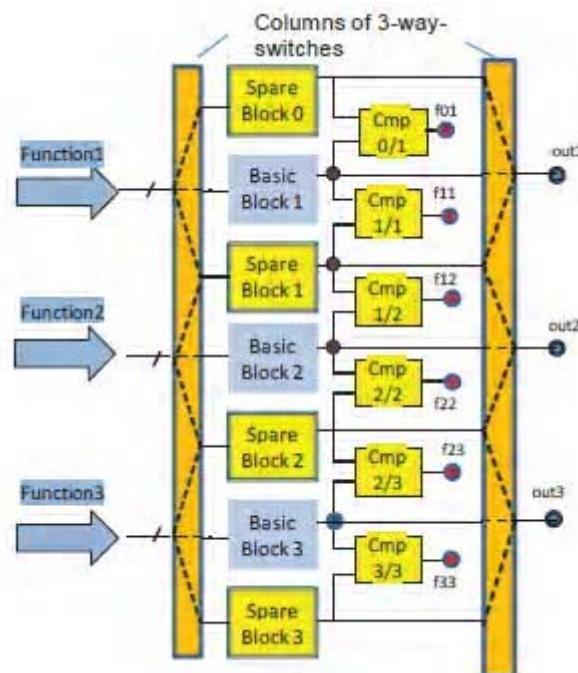 Columns of 3-way-
switches
Spare
Block 0
f01
Cmp
0/1
Function1
out1
Basic
Block 1
f11
Cmp
1/1
Spare
Block 1
f12
Cmp
1/2
Function2
out2
Basic
Block 2
Cmp
2/2
f22
Spare
Block 2
f23
Cmp
2/3
Function3
out3
Basic
Block 3
Cmp
3/3
f33
Spare
Block 3